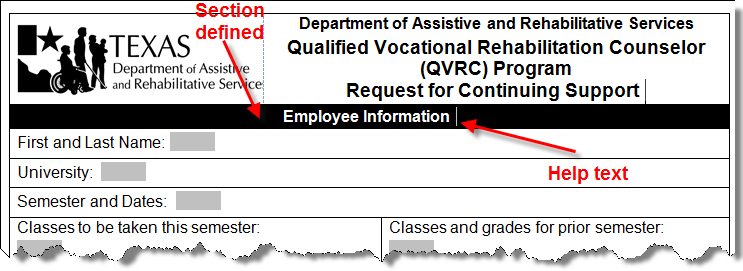 Section
defined
TEXAS
Department of Assistive
and Rehabilitative Services
Department of Assistive and Rehabilitative Services
Qualified Vocational Rehabilitation Counselor
(QVRC) Program
Request for Continuing Support
Employee Information
First and Last Name:
University:
Help text
Semester and Dates:
Classes to be taken this semester:
Classes and grades for prior semester: